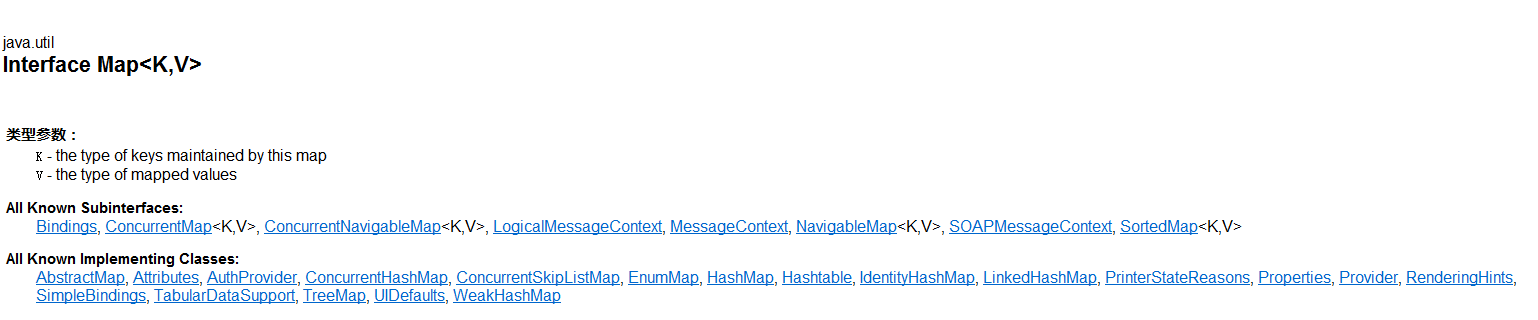 java.util
Interface Map<K,V>
类型参数：
K - the type of keys maintained by this map
V - the type of mapped values
All Known Subinterfaces:
Bindings, ConcurrentMap<K,V>, ConcurrentNavigableMap<K,V>, LogicalMessageContext, MessageContext, NavigableMap<K,V>, SOAPMessageContext, SortedMap<K,V>
All Known Implementing Classes:
AbstractMap, Attributes, AuthProvider, ConcurrentHashMap, ConcurrentSkipListMap, EnumMap, HashMap, Hashtable, IdentityHashMap, LinkedHashMap, PrinterStateReasons, Properties, Provider, RenderingHints,
SimpleBindings, TabularDataSupport, TreeMap, UIDefaults, WeakHashMap